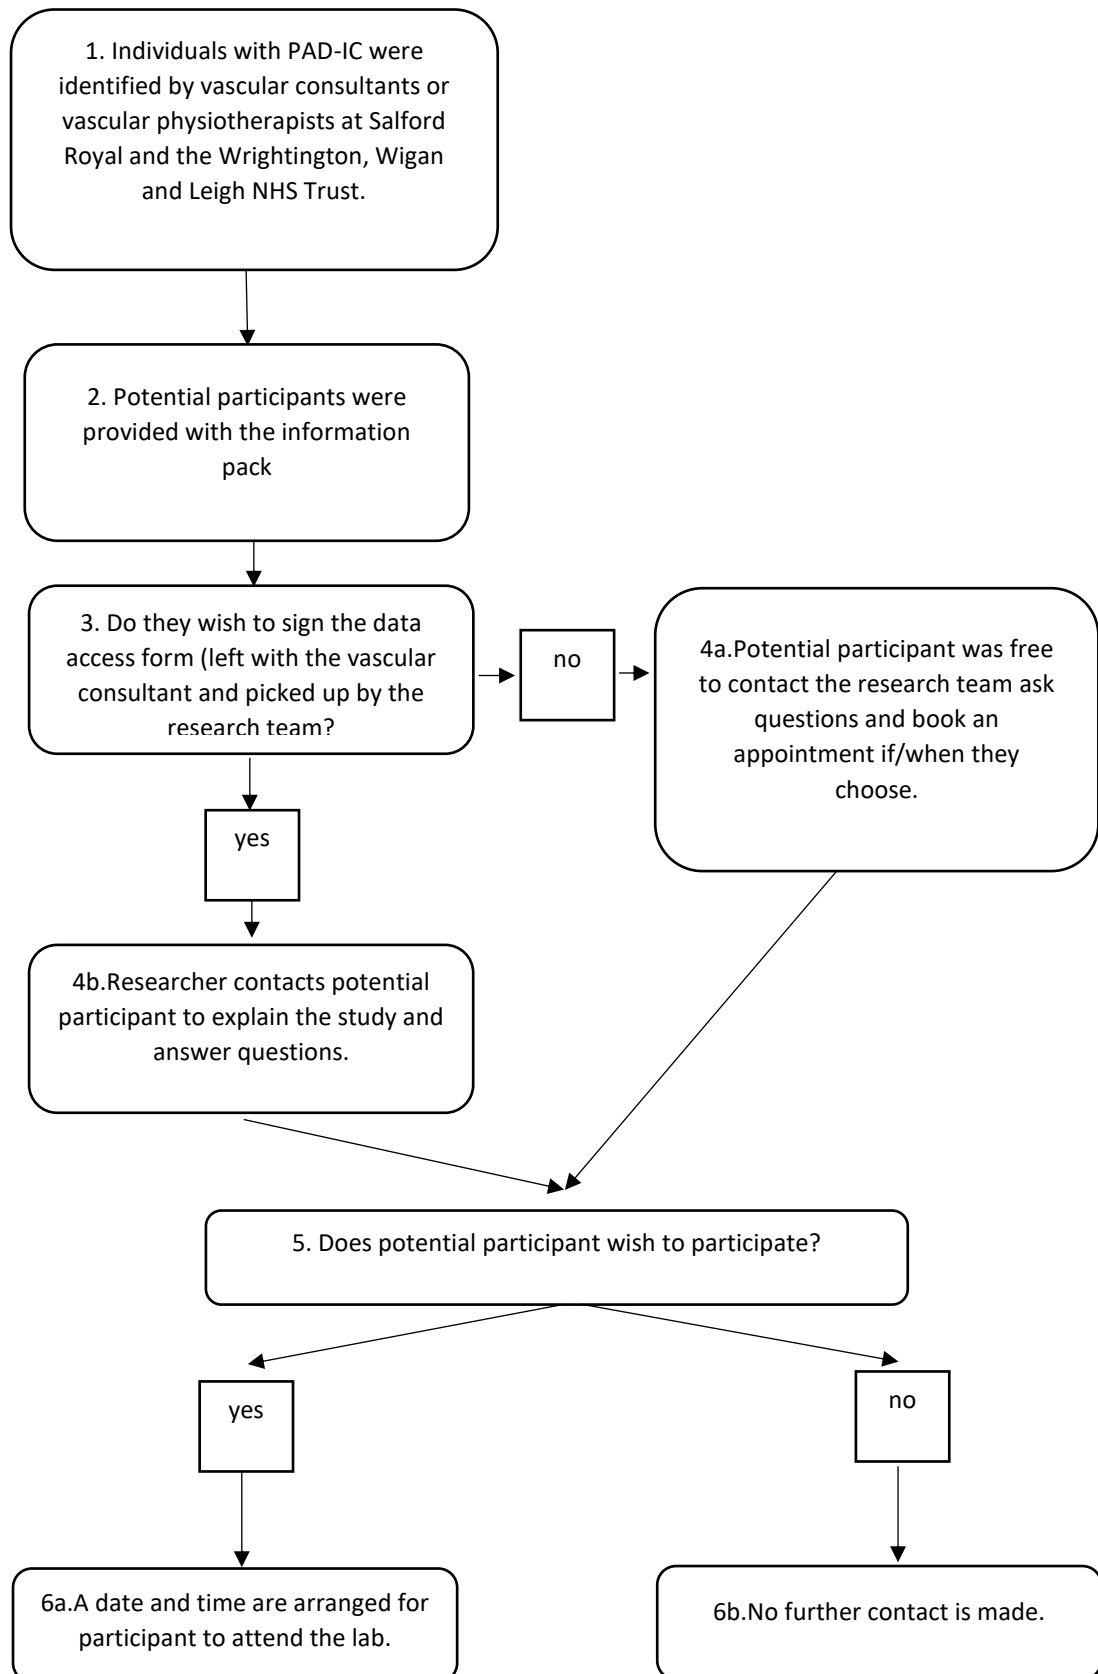 1. Individuals with PAD-IC were
identified by vascular consultants or
vascular physiotherapists at Salford
Royal and the Wrightington, Wigan
and Leigh NHS Trust.
2. Potential participants were
provided with the information
pack
3. Do they wish to sign the data
access form (left with the vascular
consultant and picked up by the
research team?
no
4a.Potential participant was free
to contact the research team ask
questions and book an
appointment if/when they
choose.
yes
4b.Researcher contacts potential
participant to explain the study and
answer questions.
5. Does potential participant wish to participate?
yes
no
6a.A date and time are arranged for
participant to attend the lab.
6b.No further contact is made.